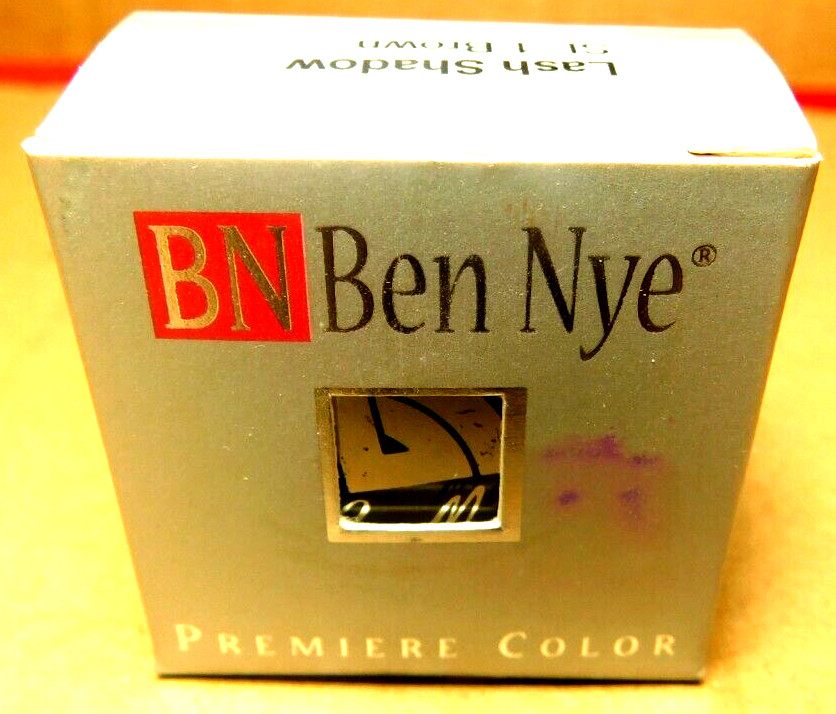 Lash Shadow
SL 1 Brown
BN Ben Nye®
PREMIERE COLOR